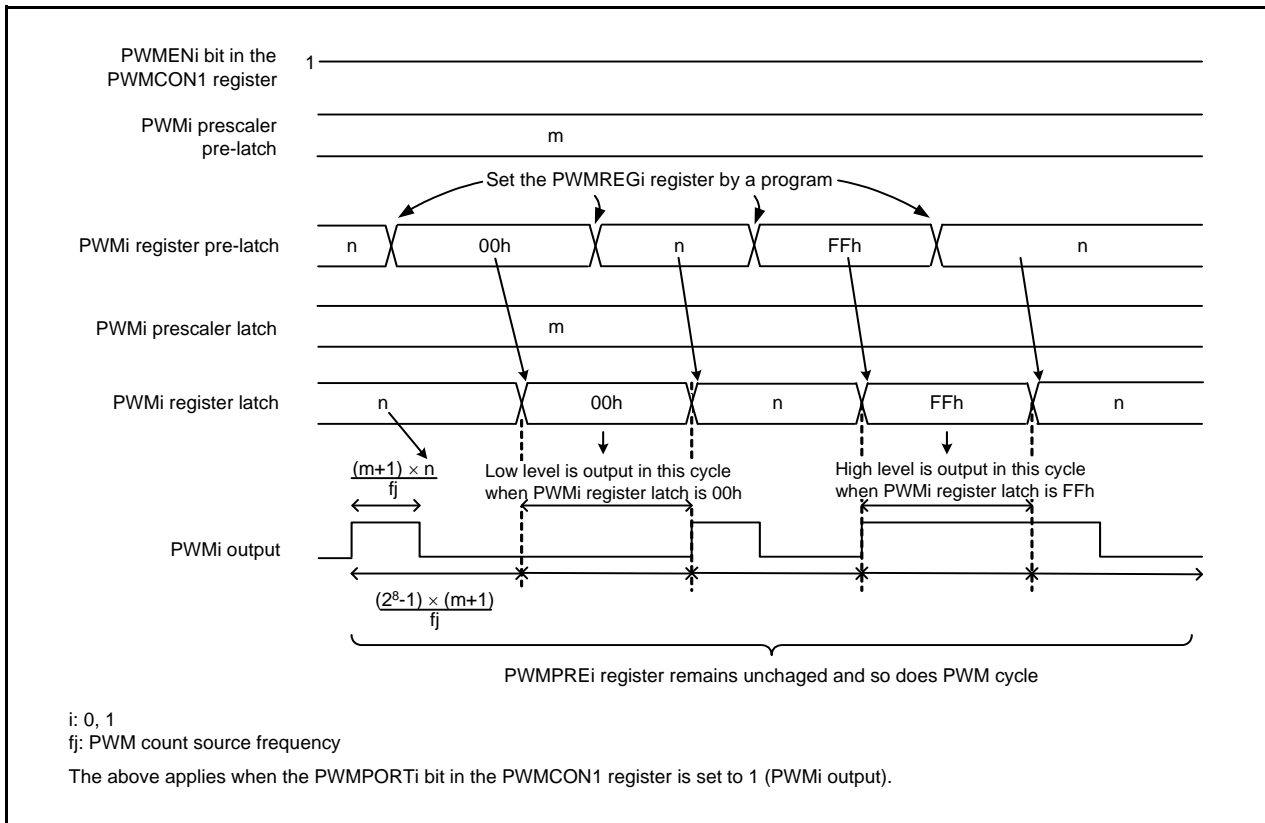 PWMENi bit in the
PWMCON1 register
1
PWMi prescaler
pre-latch
m
Set the PWMREGi register by a program
PWMi register pre-latch
n
00h
n
FFh
n
PWMi prescaler latch
m
PWMi register latch
n
00h
n
FFh
n
(m+1) × n
fj
Low level is output in this cycle
when PWMi register latch is 00h
High level is output in this cycle
when PWMi register latch is FFh
PWMi output
(2⁸-1) × (m+1)
fj
PWMPREi register remains unchaged and so does PWM cycle
i: 0, 1
fj: PWM count source frequency
The above applies when the PWMPORTi bit in the PWMCON1 register is set to 1 (PWMi output).